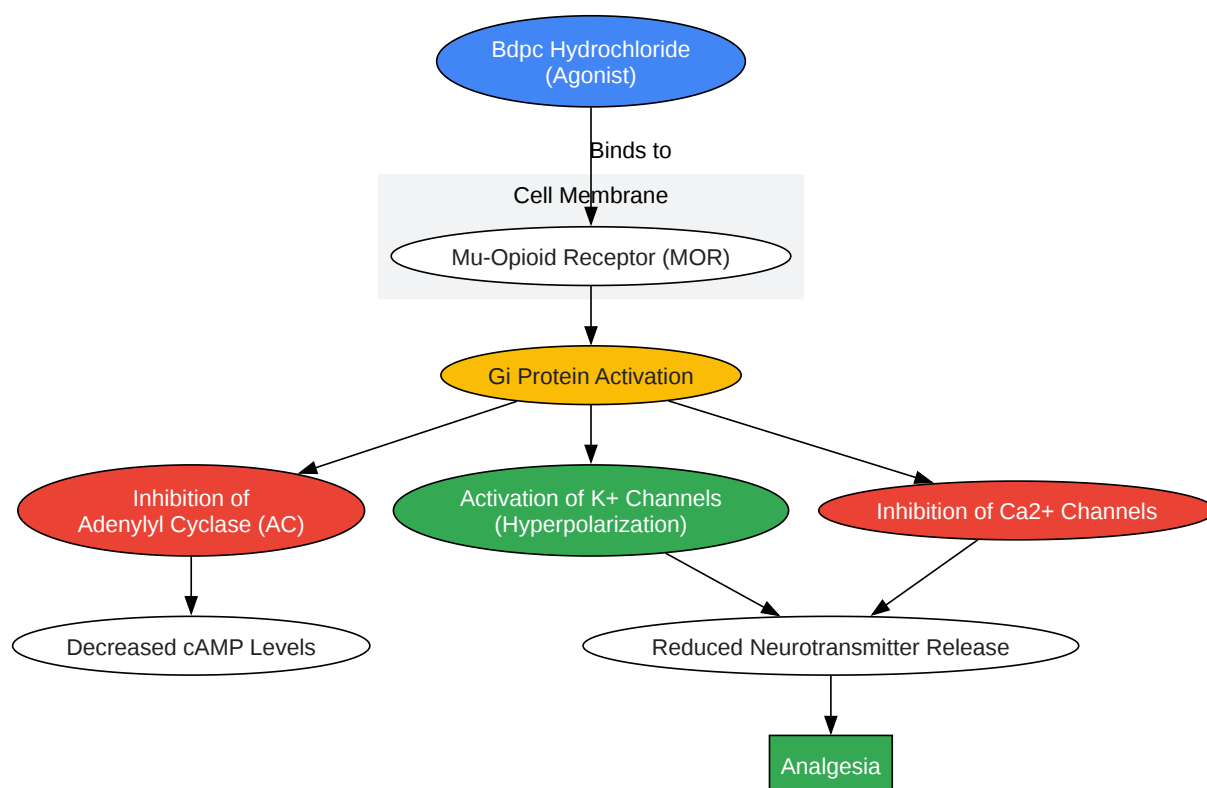 Bdpc Hydrochloride
(Agonist)
Binds to
Cell Membrane
Mu-Opioid Receptor (MOR)
Gi Protein Activation
Inhibition of
Adenylyl Cyclase (AC)
Activation of K+ Channels
(Hyperpolarization)
Inhibition of Ca2+ Channels
Decreased cAMP Levels
Reduced Neurotransmitter Release
Analgesia